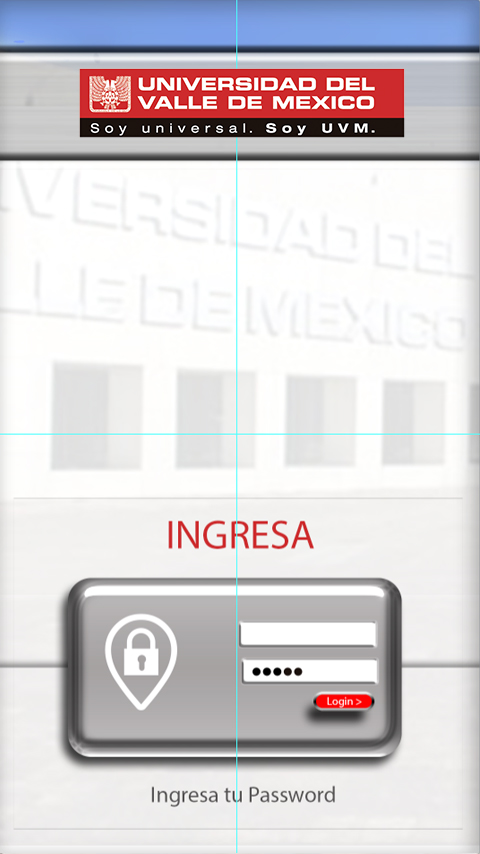 UNIVERSIDAD DEL
VALLE DE MEXICO
Soy universal. Soy UVM.
VERSIDAD DEL
LLE DE MEXICO
INGRESA
●●●●●
Login >
Ingresa tu Password